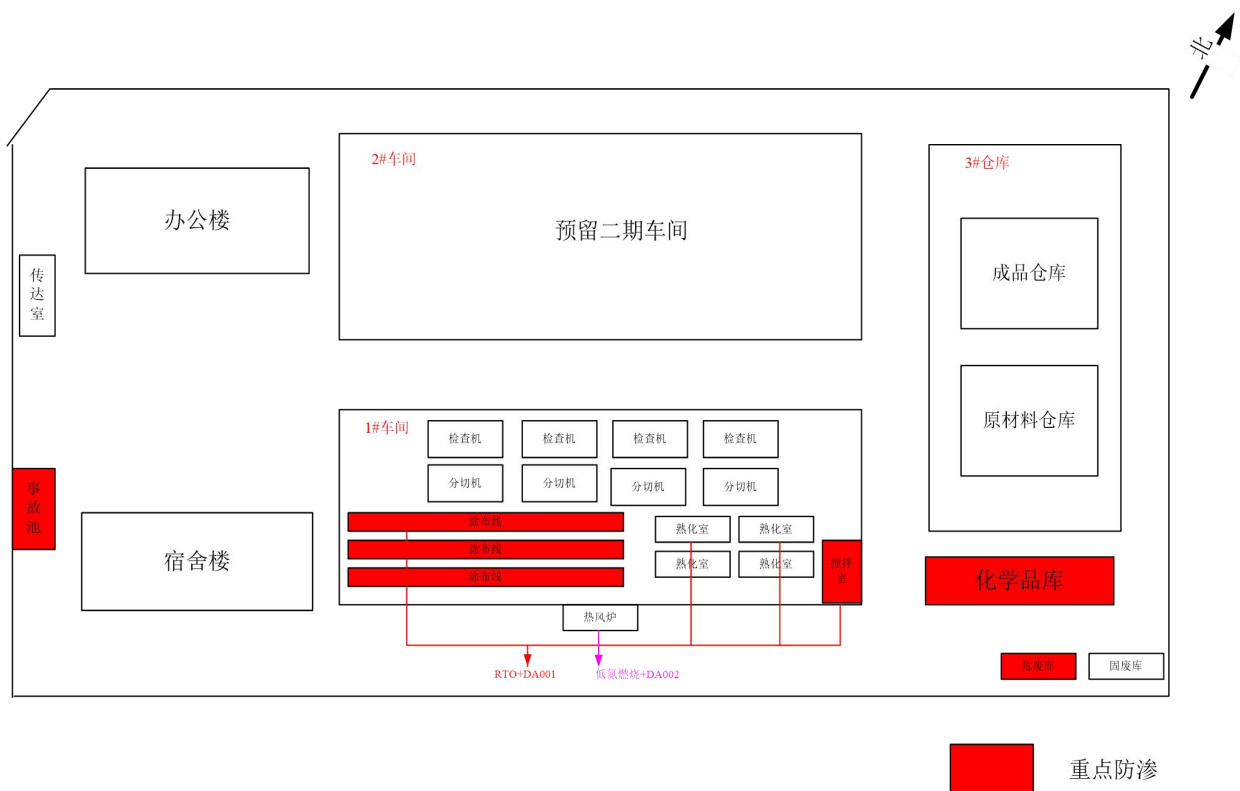 北
2#车间
3#仓库
办公楼
预留二期车间
成品仓库
传达室
原材料仓库
1#车间
检查机
检查机
检查机
检查机
分切机
分切机
分切机
分切机
事故池
涂布线
涂布线
涂布线
熟化室
熟化室
熟化室
熟化室
搅拌
室
宿舍楼
化学品库
热风炉
RTO+DA001
低氮燃烧+DA002
危废库
固废库
重点防渗